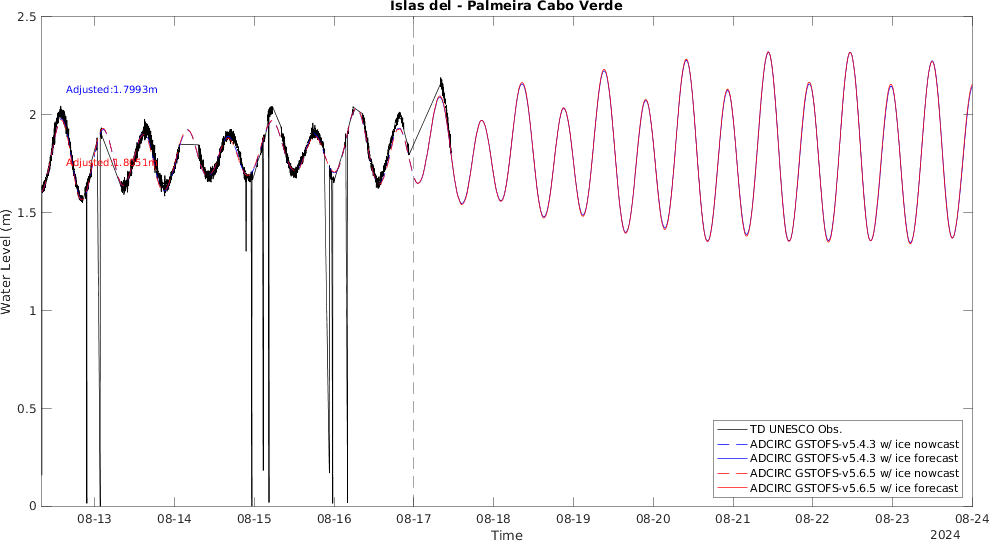 Islas del - Palmeira Cabo Verde
2.5
2
1.5
1
0.5
0
Water Level (m)
Adjusted:1.7993m
08-13
08-14
08-15
08-16
08-17
08-18
08-19
08-20
08-21
08-22
08-23
08-24
Time
2024
TD UNESCO Obs.
ADCIRC GSTOFS-v5.4.3 w/ ice nowcast
ADCIRC GSTOFS-v5.4.3 w/ ice forecast
ADCIRC GSTOFS-v5.6.5 w/ ice nowcast
ADCIRC GSTOFS-v5.6.5 w/ ice forecast